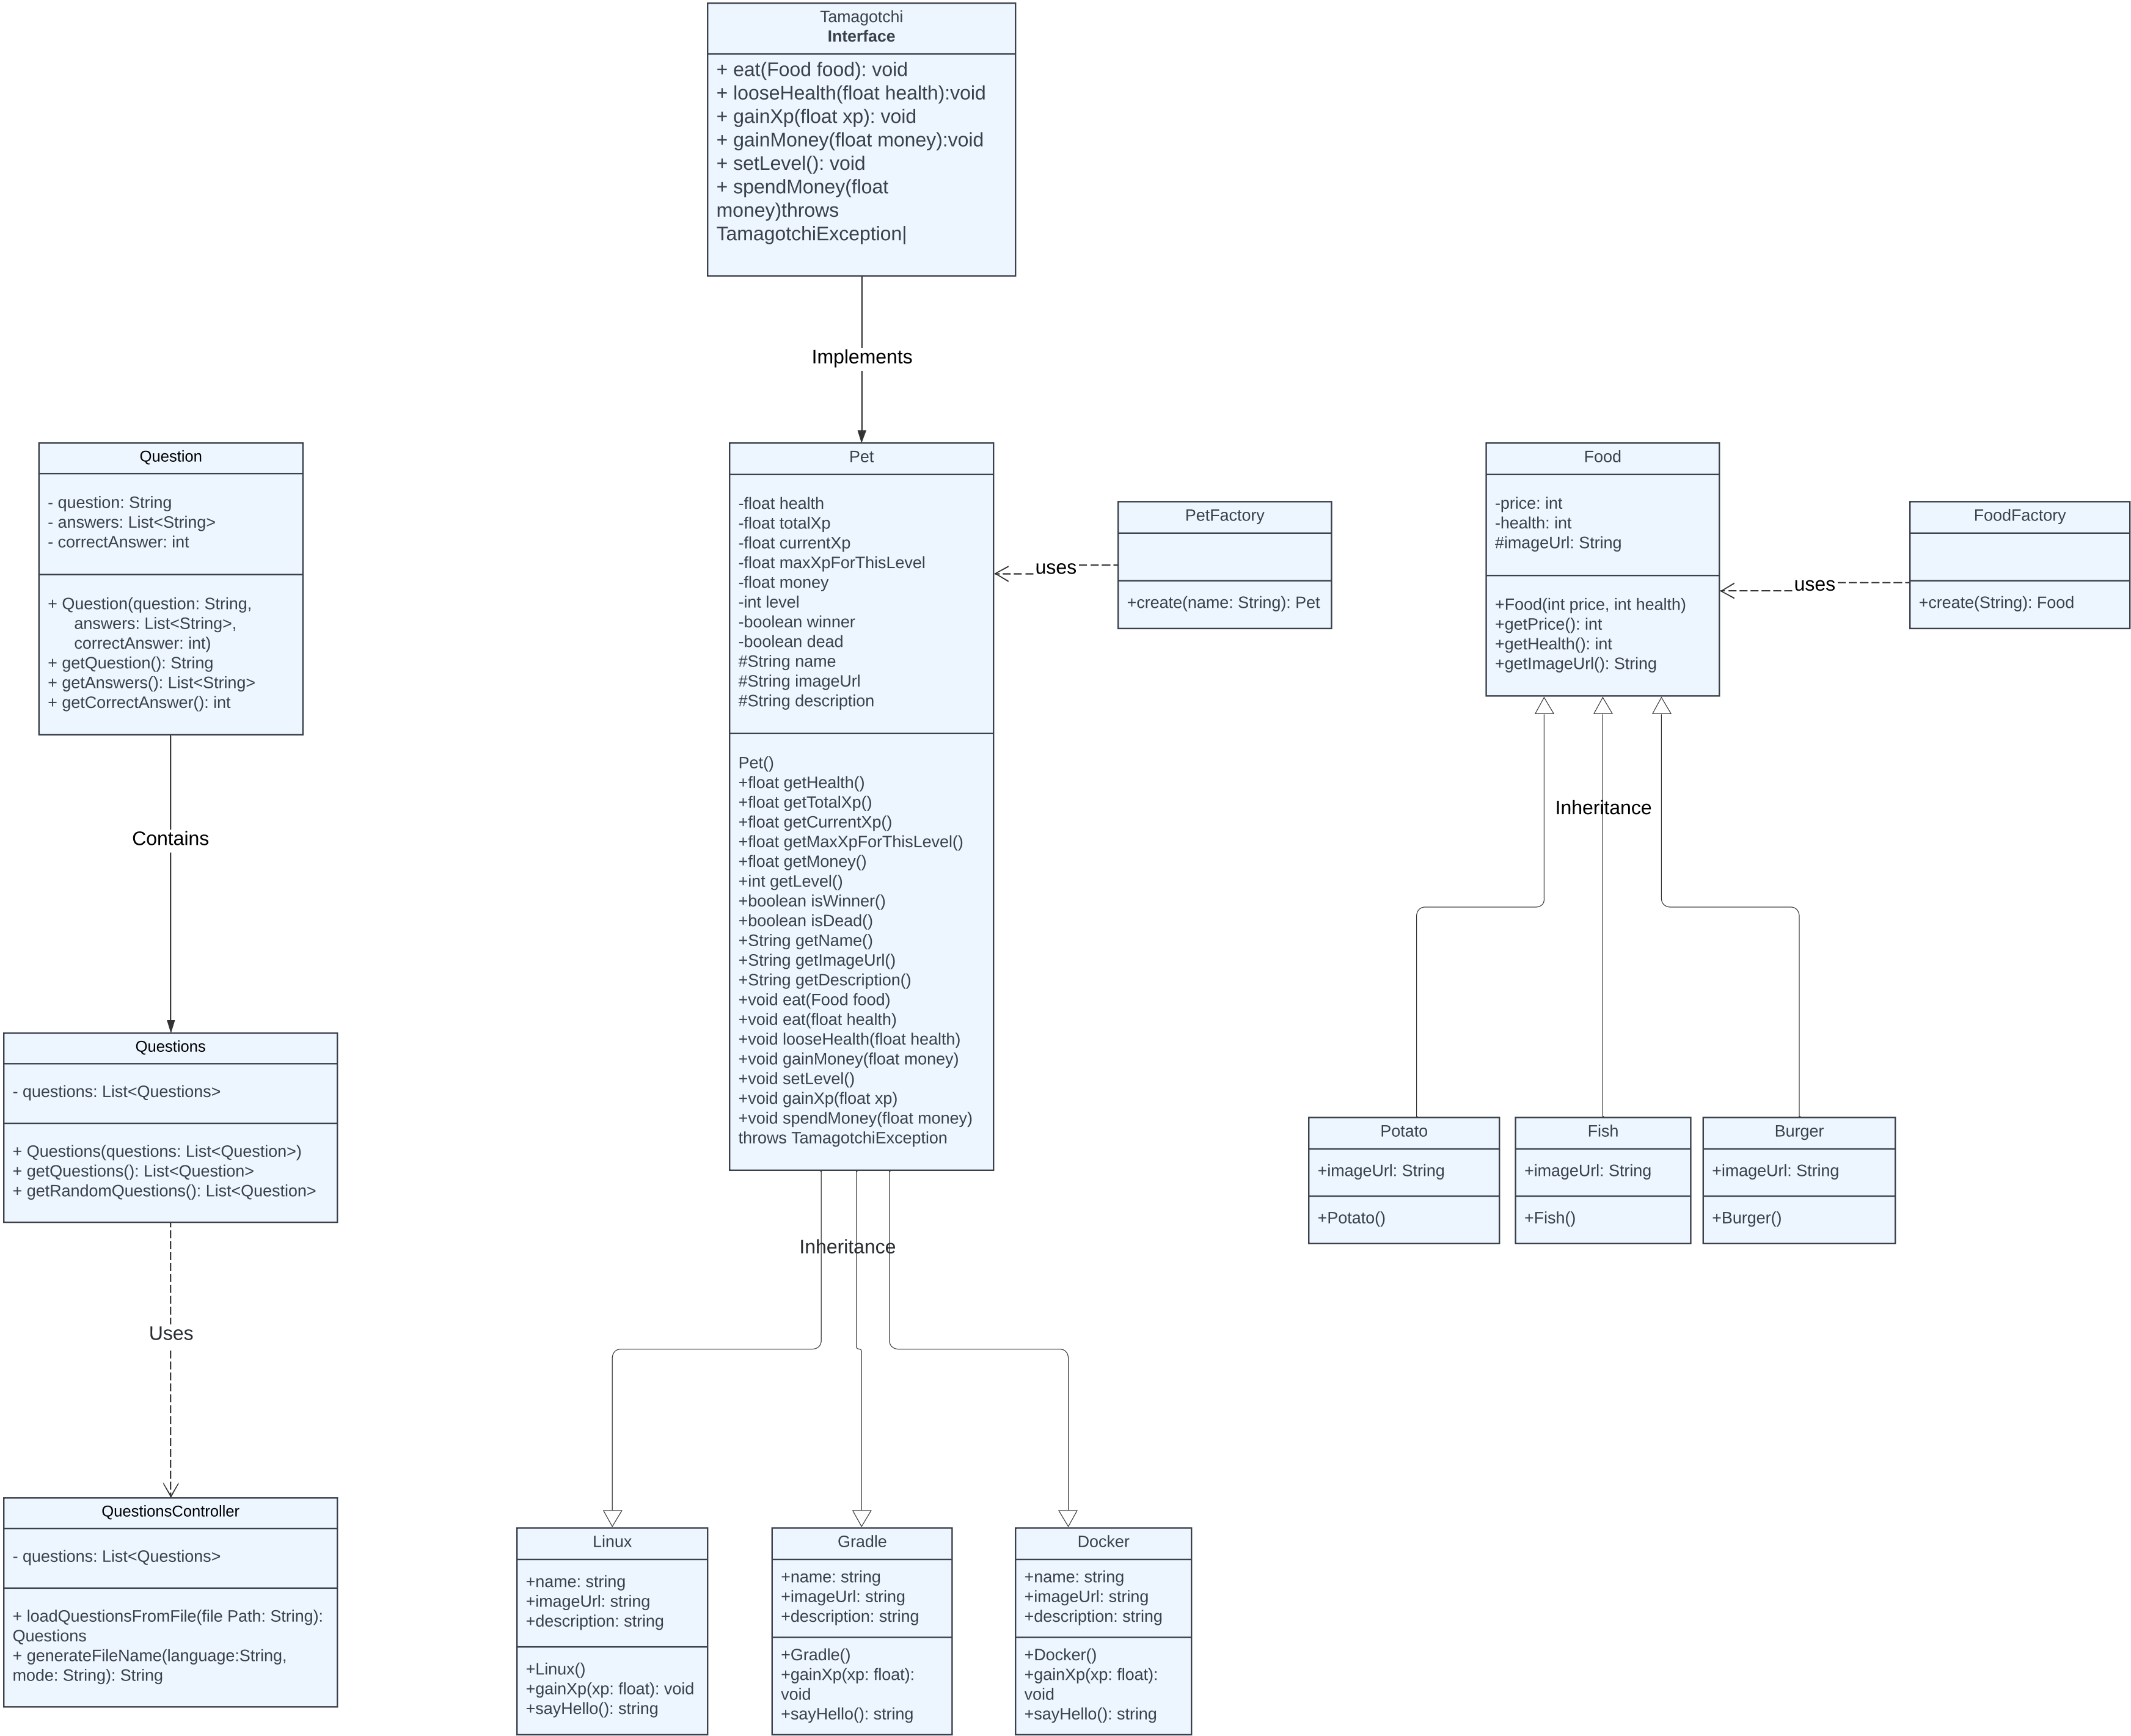 Tamagotchi
Interface
+ eat(Food food): void
+ looseHealth(float health):void
+ gainXp(float xp): void
+ gainMoney(float money):void
+ setLevel(): void
+ spendMoney(float
money)throws
TamagotchiException|
Implements
Question
- question: String
- answers: List<String>
- correctAnswer: int
+ Question(question: String,
answers: List<String>,
correctAnswer: int)
+ getQuestion(): String
+ getAnswers(): List<String>
+ getCorrectAnswer(): int
Contains
Questions
- questions: List<Questions>
+ Questions(questions: List<Question>)
+ getQuestions(): List<Question>
+ getRandomQuestions(): List<Question>
Uses
QuestionsController
- questions: List<Questions>
+ loadQuestionsFromFile(file Path: String):
Questions
+ generateFileName(language:String,
mode: String): String
Pet
-float health
-float totalXp
-float currentXp
-float maxXpForThisLevel
-float money
-int level
-boolean winner
-boolean dead
#String name
#String imageUrl
#String description
Pet()
+float getHealth()
+float getTotalXp()
+float getCurrentXp()
+float getMaxXpForThisLevel()
+float getMoney()
+int getLevel()
+boolean isWinner()
+boolean isDead()
+String getName()
+String getImageUrl()
+String getDescription()
+void eat(Food food)
+void eat(float health)
+void looseHealth(float health)
+void gainMoney(float money)
+void setLevel()
+void gainXp(float xp)
+void spendMoney(float money)
throws TamagotchiException
uses
PetFactory
+create(name: String): Pet
Inheritance
Linux
+name: string
+imageUrl: string
+description: string
+Linux()
+gainXp(xp: float): void
+sayHello(): string
Gradle
+name: string
+imageUrl: string
+description: string
+Gradle()
+gainXp(xp: float):
void
+sayHello(): string
Docker
+name: string
+imageUrl: string
+description: string
+Docker()
+gainXp(xp: float):
void
+sayHello(): string
Food
-price: int
-health: int
#imageUrl: String
+Food(int price, int health)
+getPrice(): int
+getHealth(): int
+getImageUrl(): String
uses
FoodFactory
+create(String): Food
Inheritance
Potato
+imageUrl: String
+Potato()
Fish
+imageUrl: String
+Fish()
Burger
+imageUrl: String
+Burger()